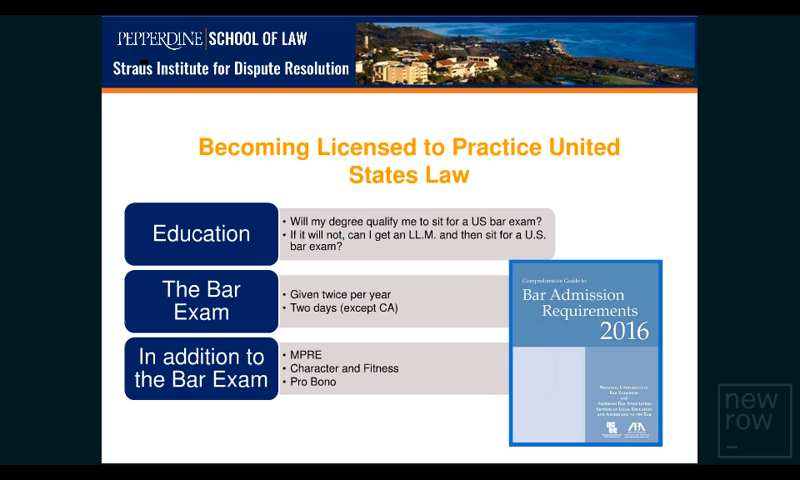 PEPPERDINE | SCHOOL OF LAW
Straus Institute for Dispute Resolution
Becoming Licensed to Practice United
States Law
Education
• Will my degree qualify me to sit for a US bar exam?
• If it will not, can I get an LL.M. and then sit for a U.S.
bar exam?
The Bar
Exam
• Given twice per year
• Two days (except CA)
In addition to
the Bar Exam
• MPRE
• Character and Fitness
• Pro Bono
Comprehensive Guide to
Bar Admission
Requirements
2016
National Conference of
Bar Examiners
and
American Bar Association
Section of Legal Education
and Admissions to the Bar
new
row